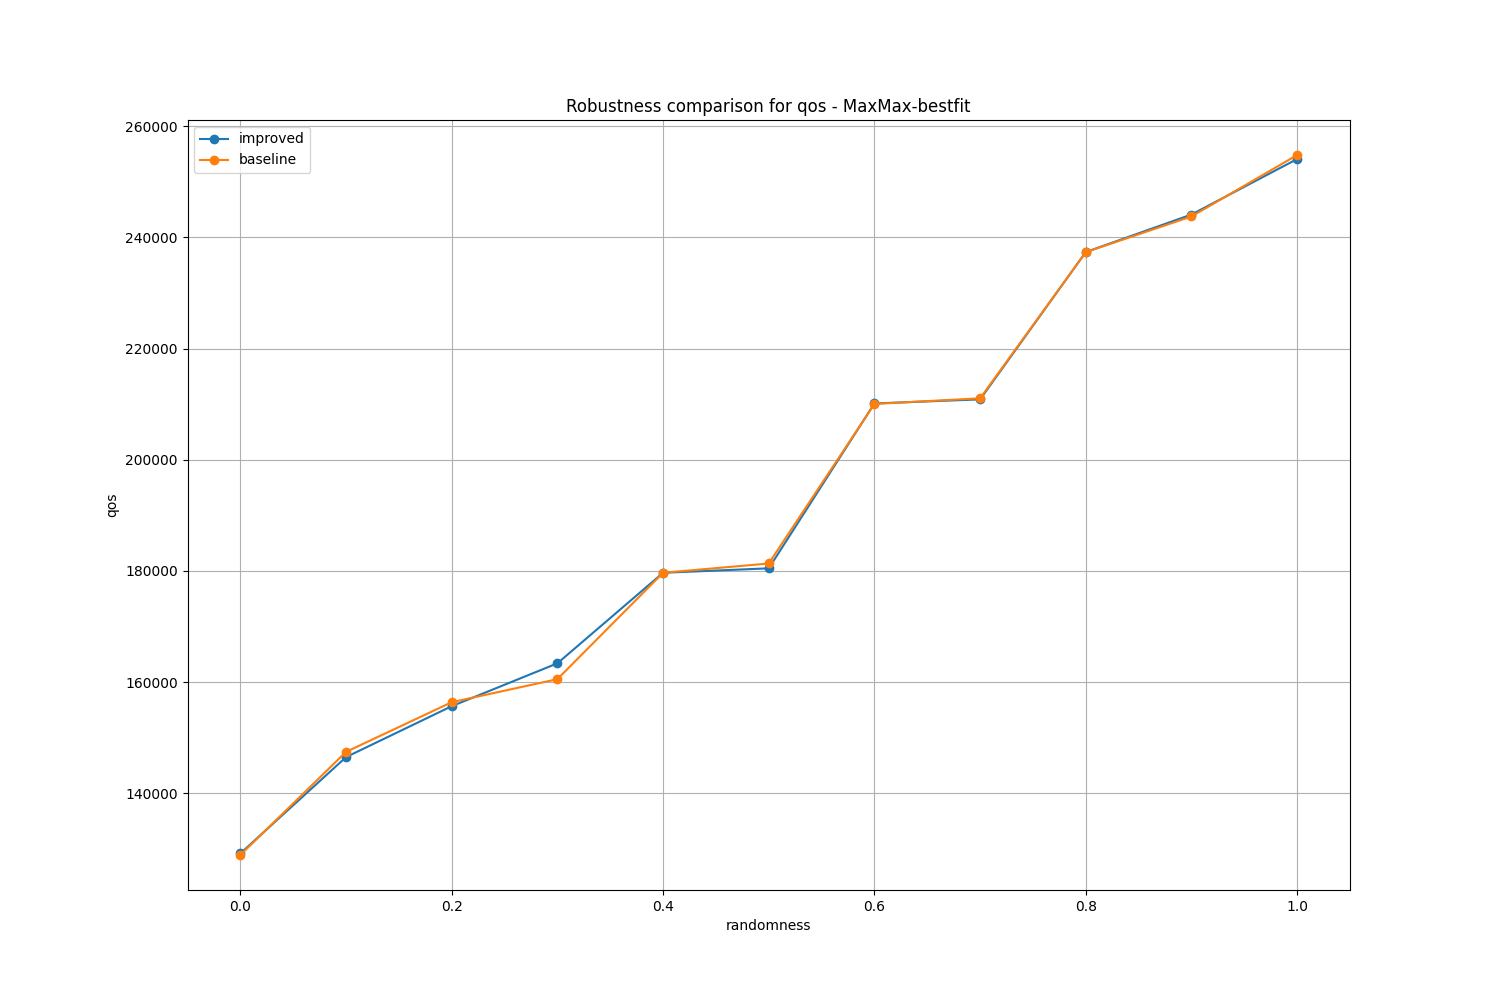 Robustness comparison for qos - MaxMax-bestfit
improved
baseline
260000
240000
220000
200000
180000
160000
140000
qos
0.0 0.2 0.4 0.6 0.8 1.0
randomness